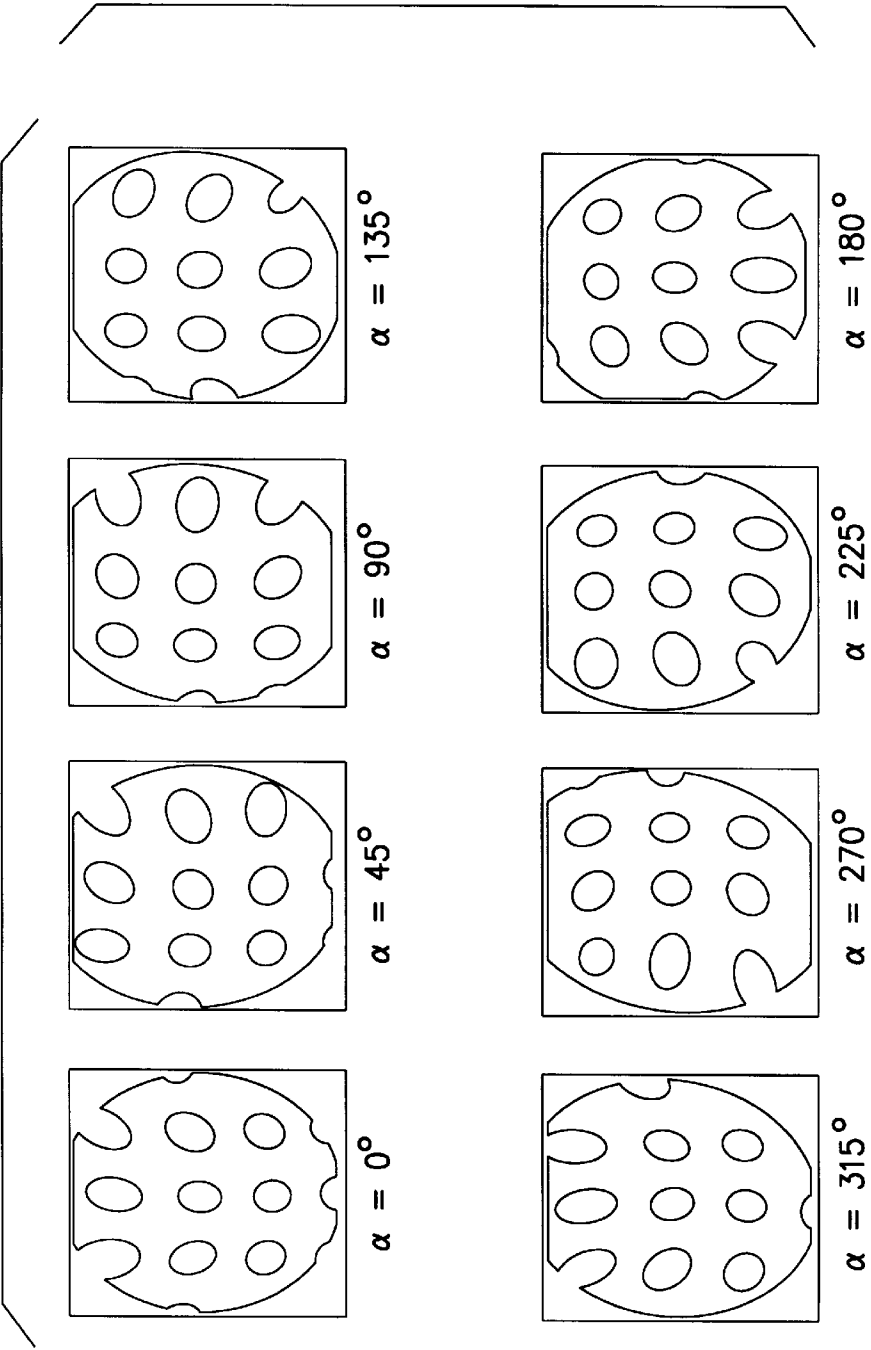 α = 0°
α = 45°
α = 90°
α = 135°
α = 315°
α = 270°
α = 225°
α = 180°